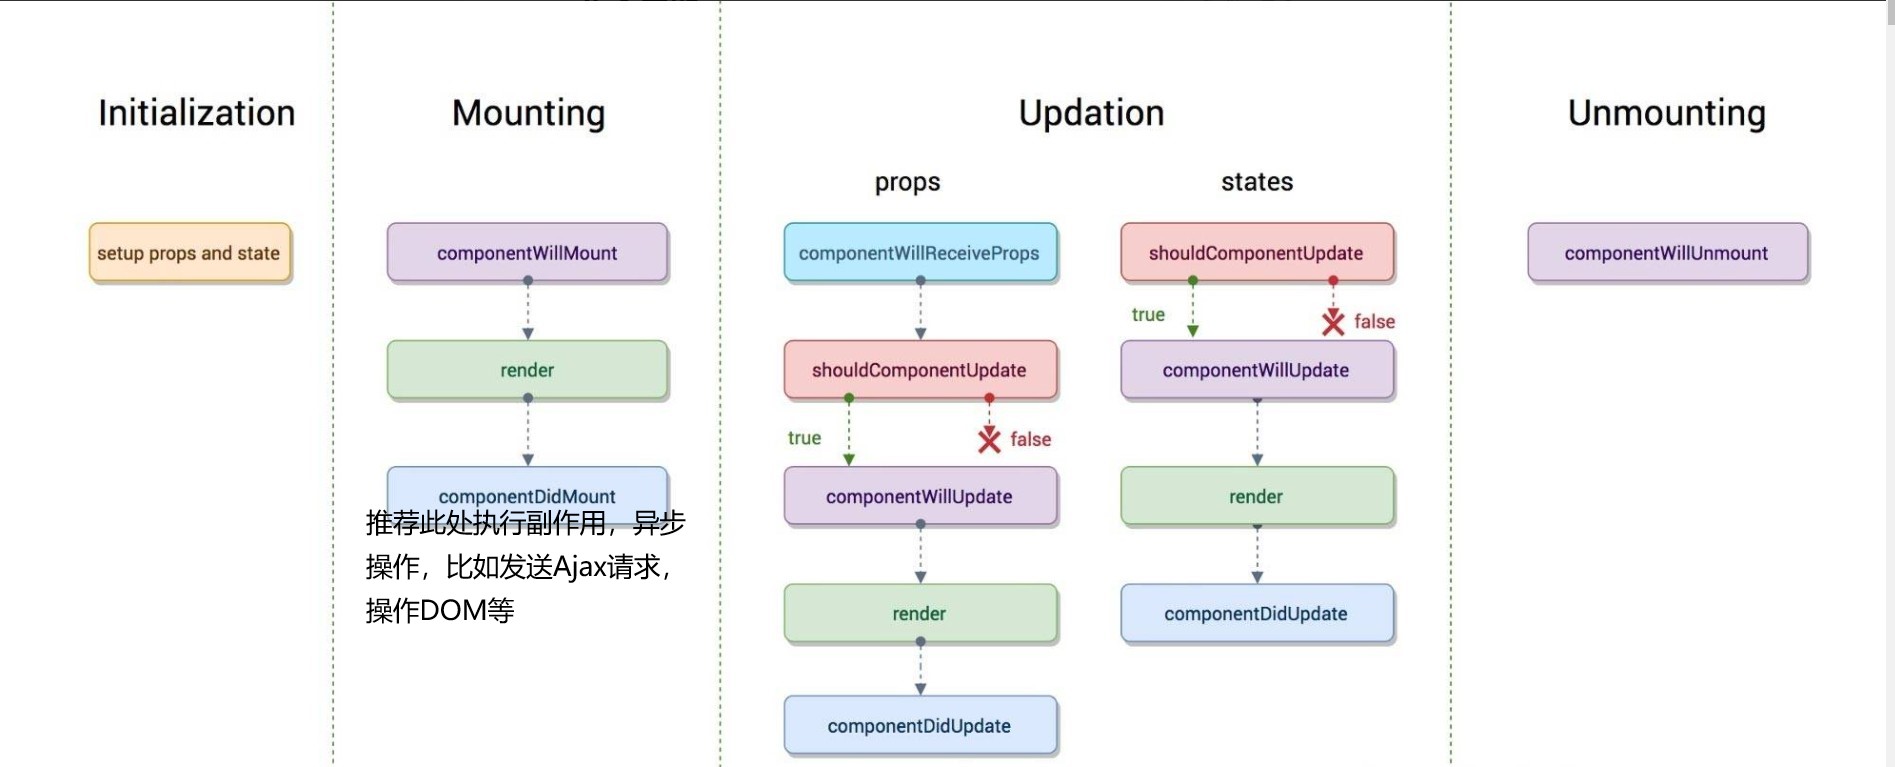 Initialization
Mounting
Updation
Unmounting
props
states
setup props and state
componentWillMount
componentWillReceiveProps
shouldComponentUpdate
componentWillUnmount
true
false
render
shouldComponentUpdate
componentWillUpdate
true
false
componentDidMount
推荐此处执行副作用，异步
操作，比如发送Ajax请求，
操作DOM等
componentWillUpdate
render
render
componentDidUpdate
componentDidUpdate